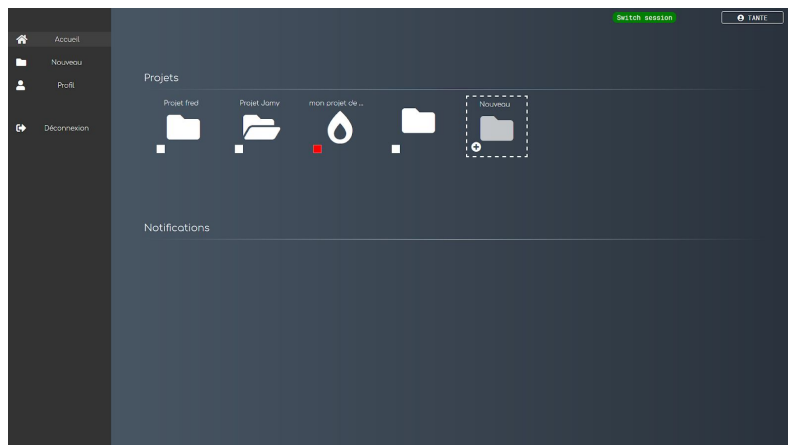 Switch session
TANTE
Accueil
Nouveau
Profil
Déconnexion
Projets
Projet fred
Projet Jamy
mon projet de ...
Nouveau
Notifications